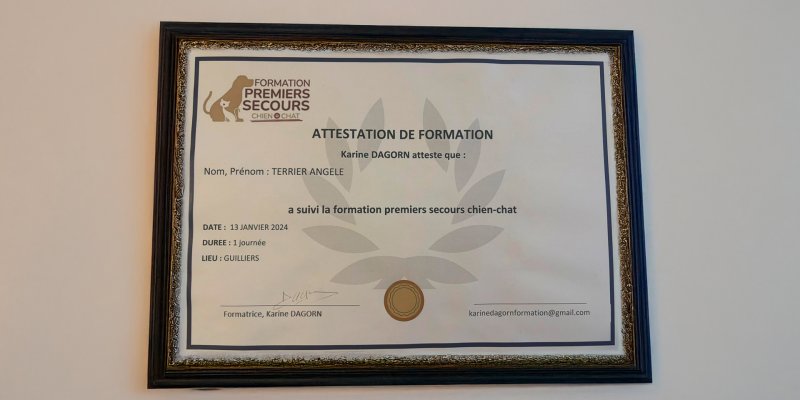 FORMATION
PREMIERS
SECOURS
CHIEN CHAT
ATTESTATION DE FORMATION
Karine DAGORN atteste que :
Nom, Prénom : TERRIER ANGELE
a suivi la formation premiers secours chien-chat
DATE : 13 JANVIER 2024
DUREE : 1 journée
LIEU : GUILLIERS
Formatrice, Karine DAGORN
karinedagornformation@gmail.com